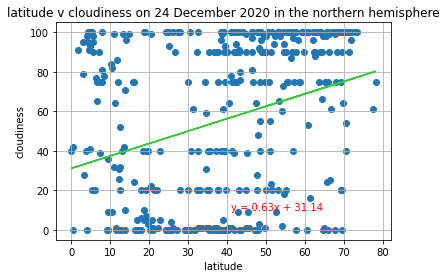 latitude v cloudiness on 24 December 2020 in the northern hemisphere
100
80
60
40
20
0
cloudiness
y = 0.63x + 31.14
0 10 20 30 40 50 60 70 80
latitude